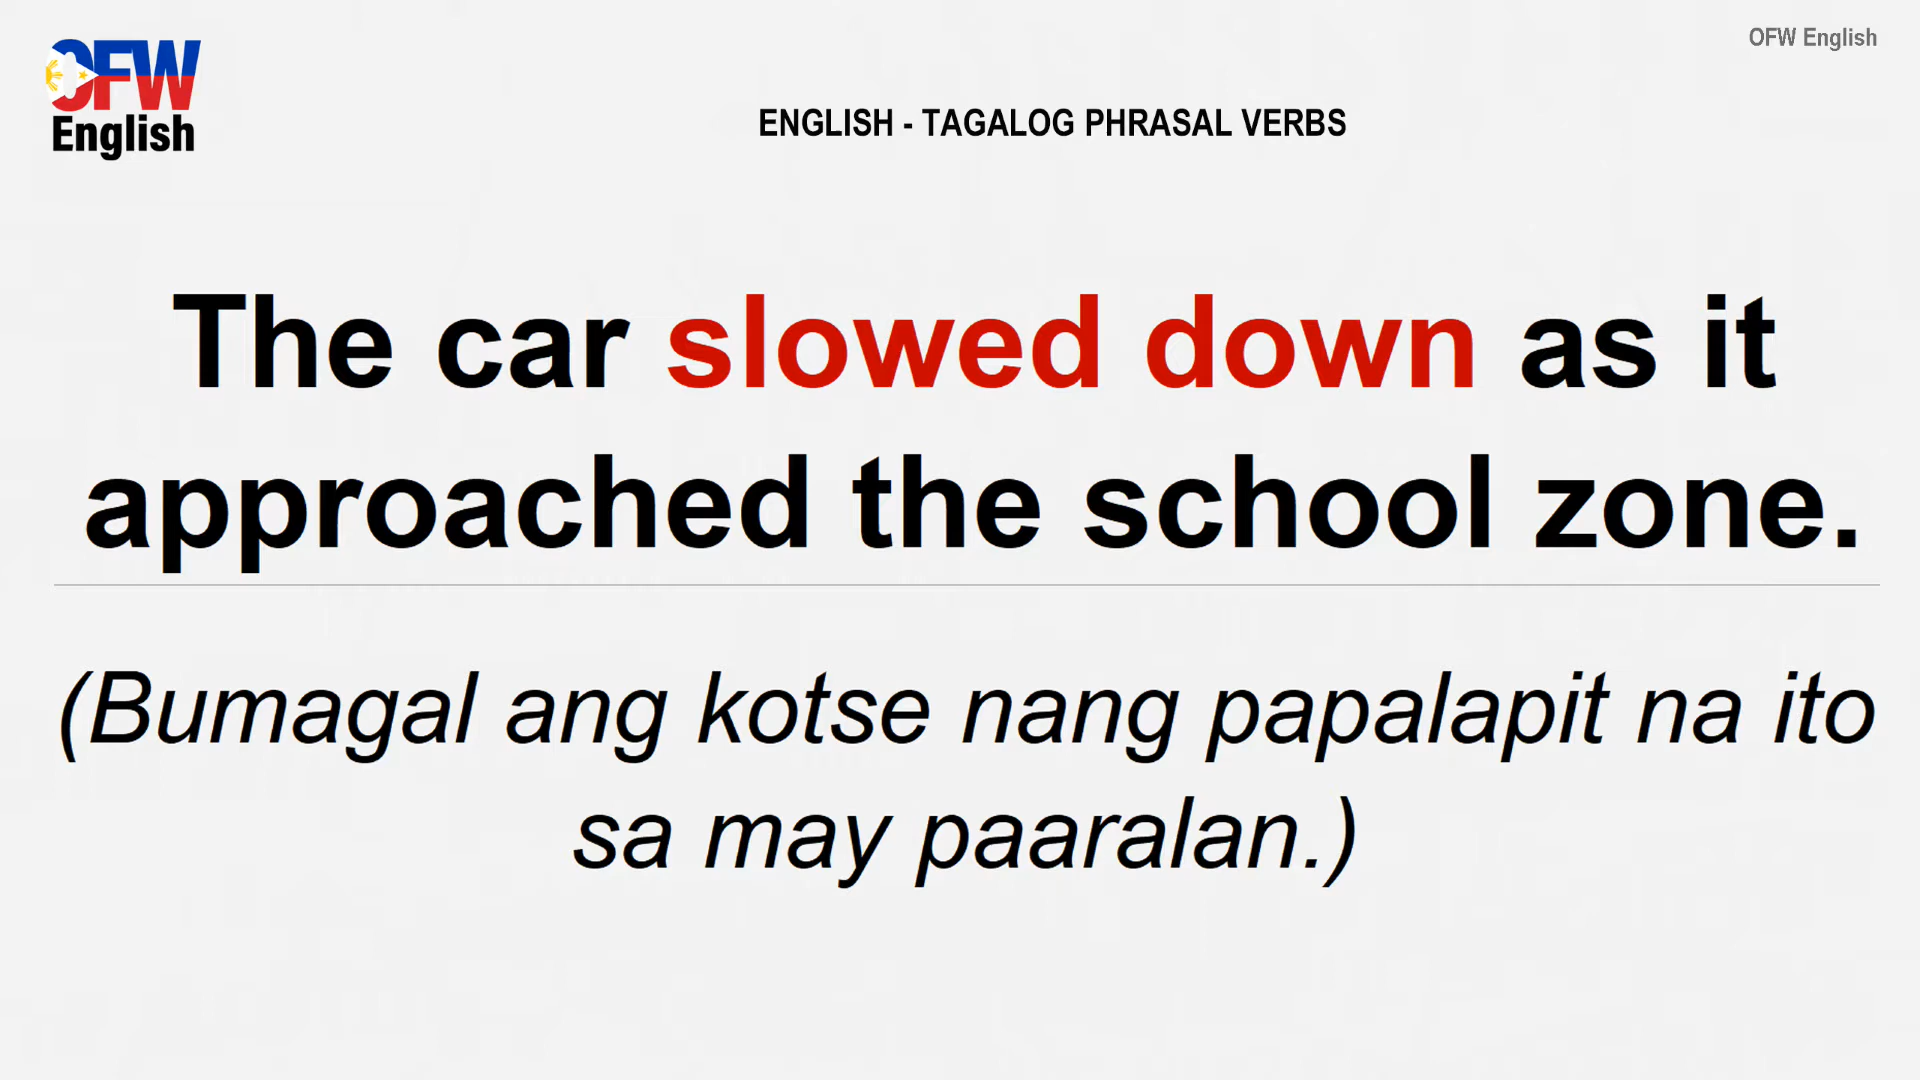 OFW
English
OFW English
ENGLISH - TAGALOG PHRASAL VERBS
The car slowed down as it
approached the school zone.
(Bumagal ang kotse nang papalapit na ito
sa may paaralan.)